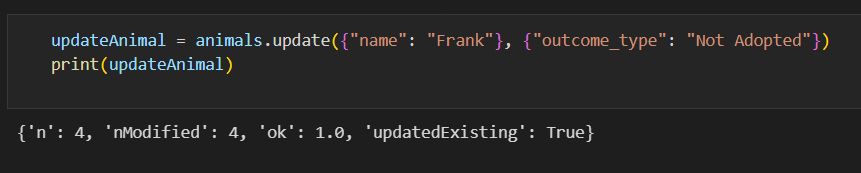 updateAnimal = animals.update({"name": "Frank"}, {"outcome_type": "Not Adopted"})
print(updateAnimal)
{'n': 4, 'nModified': 4, 'ok': 1.0, 'updatedExisting': True}